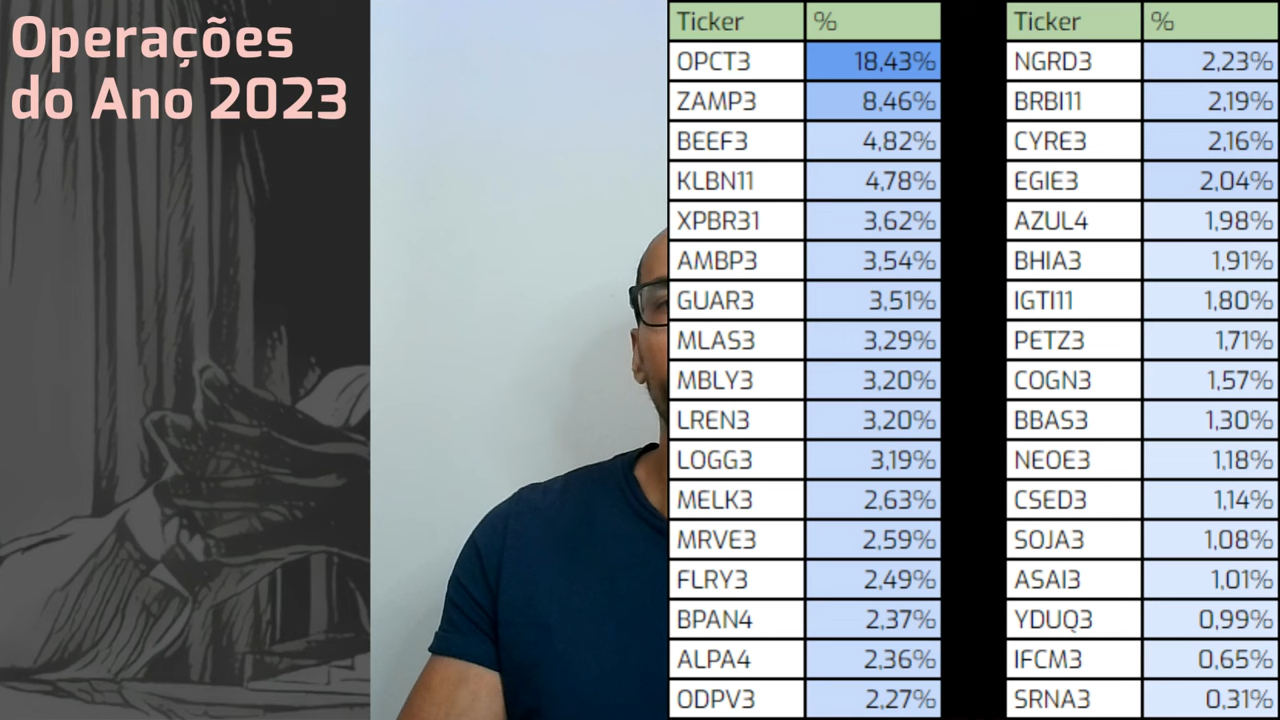 Operações
do Ano 2023
Ticker %
OPCT3 18,43%
ZAMP3 8,46%
BEEF3 4,82%
KLBN11 4,78%
XPBR31 3,62%
AMBP3 3,54%
GUAR3 3,51%
MLAS3 3,29%
MBLY3 3,20%
LREN3 3,20%
LOGG3 3,19%
MELK3 2,63%
MRVE3 2,59%
FLRY3 2,49%
BPAN4 2,37%
ALPA4 2,36%
ODPV3 2,27%
Ticker %
NGRD3 2,23%
BRBI11 2,19%
CYRE3 2,16%
EGIE3 2,04%
AZUL4 1,98%
BHIA3 1,91%
IGTI11 1,80%
PETZ3 1,71%
COGN3 1,57%
BBAS3 1,30%
NEOE3 1,18%
CSED3 1,14%
SOJA3 1,08%
ASAI3 1,01%
YDUQ3 0,99%
IFCM3 0,65%
SRNA3 0,31%